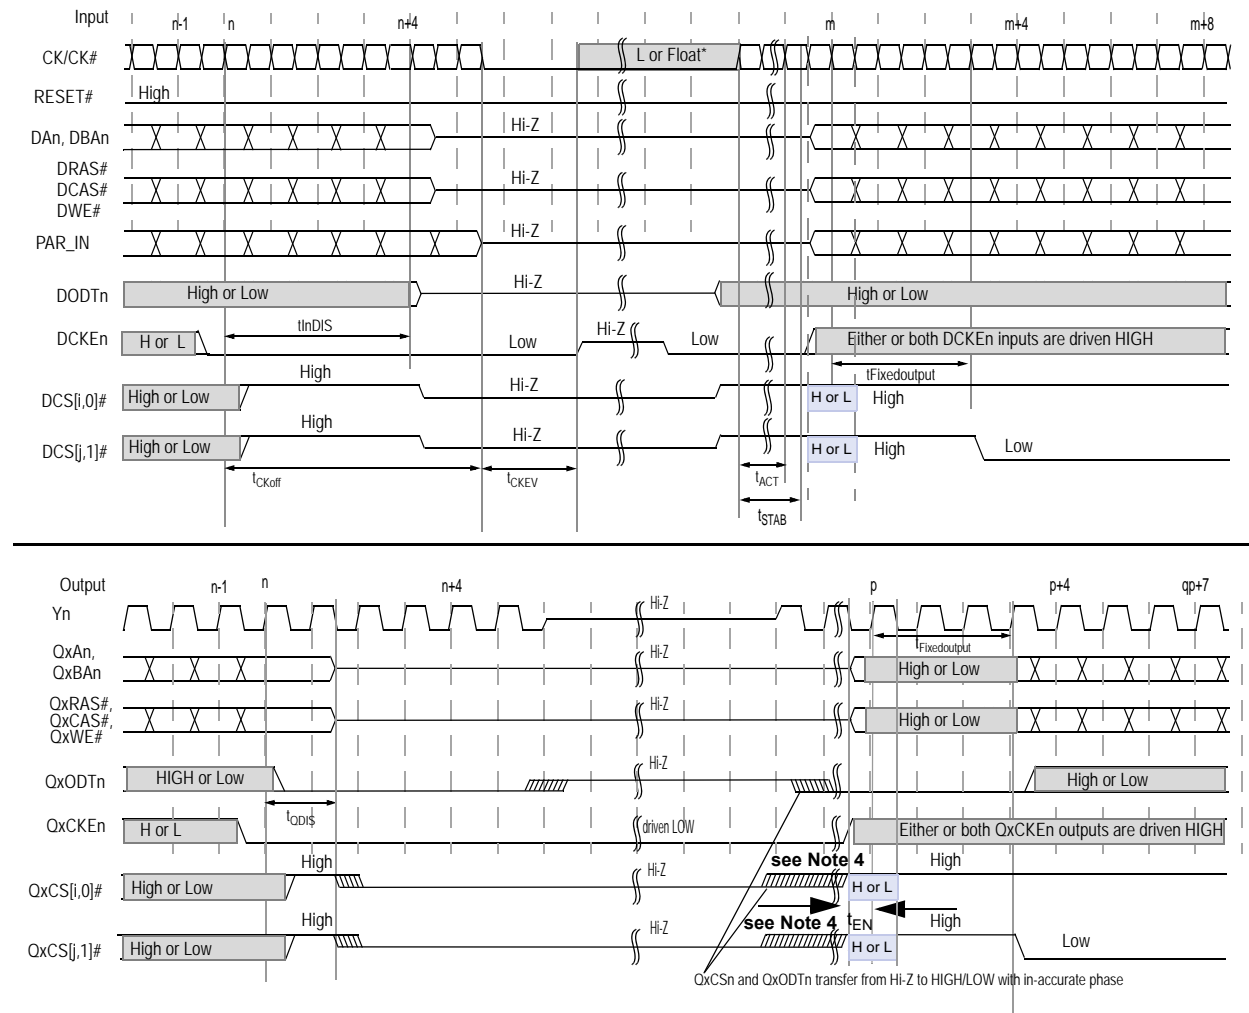 Input n-1 n n+4 m m+4 m+8
CK/CK# L or Float*
RESET# High
DAn, DBAn Hi-Z
DRAS#
DCAS# Hi-Z
DWE#
PAR_IN Hi-Z
DODTn High or Low Hi-Z High or Low
tInDIS
DCKEn H or L Low Hi-Z Low Either or both DCKEn inputs are driven HIGH
tFixedoutput
High
DCS[i,0]# High or Low Hi-Z H or L High
High
DCS[j,1]# High or Low Hi-Z H or L High Low
tCKoff tCKEV tACT
tSTAB
Output n-1 n n+4 p p+4 qp+7
Yn Hi-Z
tFixedoutput
QxAn,
QxBAn Hi-Z High or Low
QxRAS#,
QxCAS#, Hi-Z High or Low
QxWE#
QxODTn HIGH or Low Hi-Z High or Low
tQDIS
QxCKEn H or L driven LOW Either or both QxCKEn outputs are driven HIGH
High see Note 4 High
QxCS[i,0]# High or Low Hi-Z H or L
High see Note 4 tEN High
QxCS[j,1]# High or Low Hi-Z H or L Low
QxCSn and QxODTn transfer from Hi-Z to HIGH/LOW with in-accurate phase